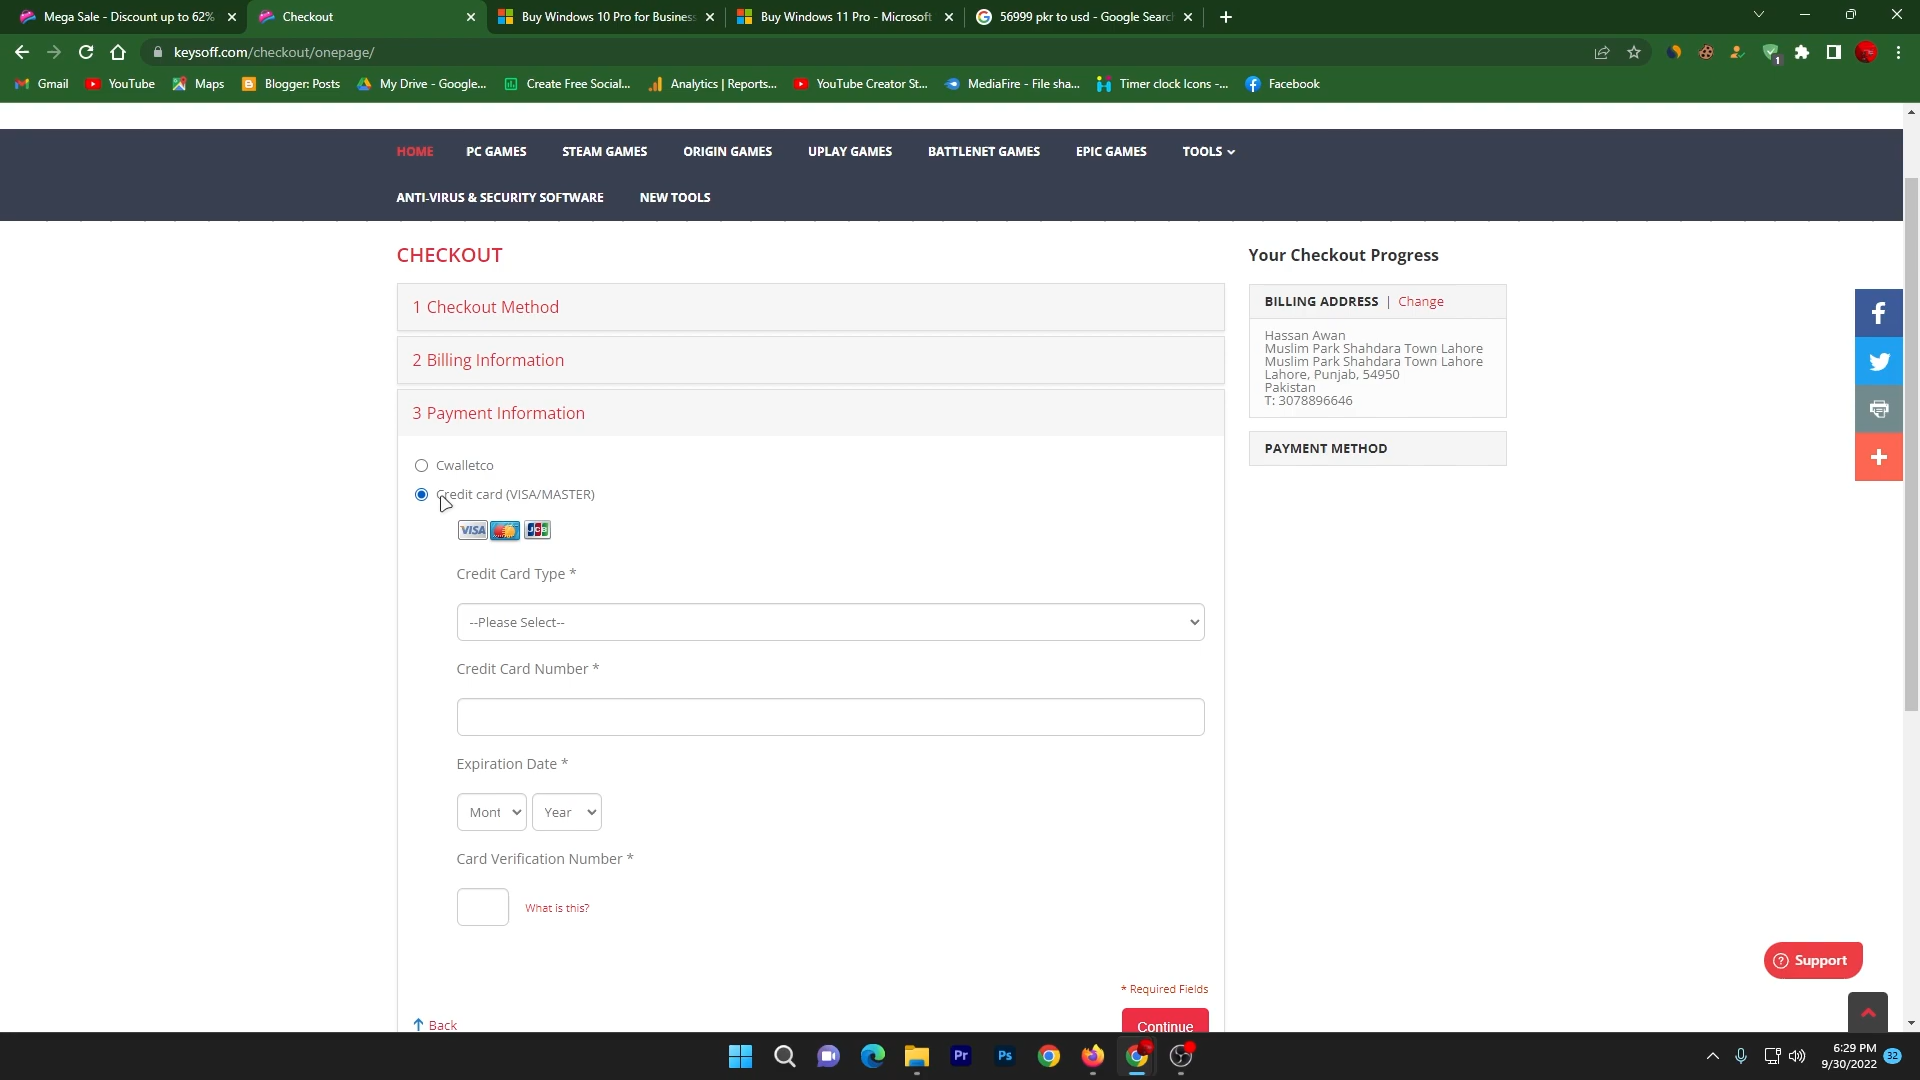 Mega Sale - Discount up to 62%
Checkout
Buy Windows 10 Pro for Business
Buy Windows 11 Pro - Microsoft
56999 pkr to usd - Google Searc
keysoff.com/checkout/onepage/
1
Gmail
YouTube
Maps
Blogger: Posts
My Drive - Google...
Create Free Social...
Analytics | Reports...
YouTube Creator St...
MediaFire - File sha...
Timer clock Icons -...
Facebook
HOME
PC GAMES
STEAM GAMES
ORIGIN GAMES
UPLAY GAMES
BATTLENET GAMES
EPIC GAMES
TOOLS
ANTI-VIRUS & SECURITY SOFTWARE
NEW TOOLS
CHECKOUT
1 Checkout Method
2 Billing Information
3 Payment Information
Cwalletco
Credit card (VISA/MASTER)
VISA
JCB
Credit Card Type *
--Please Select--
Credit Card Number *
Expiration Date *
Mont
Year
Card Verification Number *
What is this?
* Required Fields
Back
Continue
Your Checkout Progress
BILLING ADDRESS | Change
Hassan Awan
Muslim Park Shahdara Town Lahore
Muslim Park Shahdara Town Lahore
Lahore, Punjab, 54950
Pakistan
T: 3078896646
PAYMENT METHOD
Support
Pr
Ps
6:29 PM
9/30/2022
32